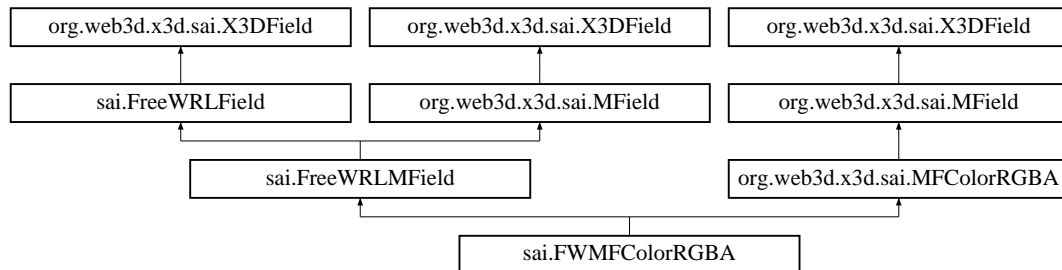 org.web3d.x3d.sai.X3DField
org.web3d.x3d.sai.X3DField
org.web3d.x3d.sai.X3DField
sai.FreeWRLField
org.web3d.x3d.sai.MField
org.web3d.x3d.sai.MField
sai.FreeWRLMField
org.web3d.x3d.sai.MFColorRGBA
sai.FWMFColorRGBA